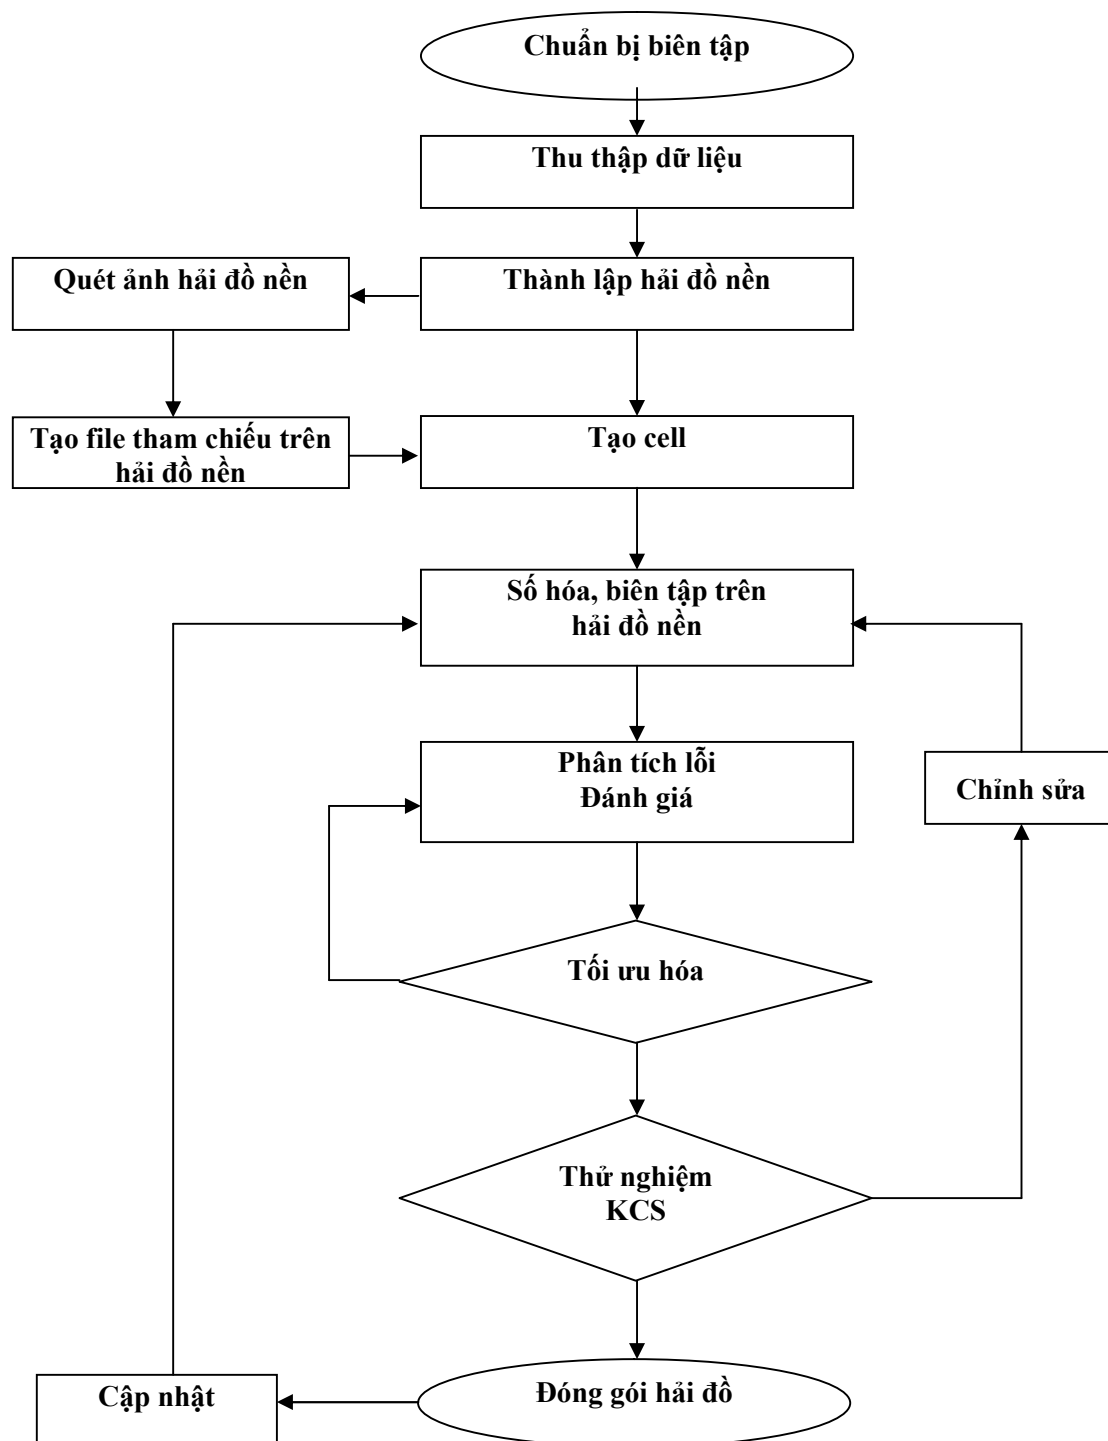 Chuẩn bị biên tập
Thu thập dữ liệu
Quét ảnh hải đồ nền
Thành lập hải đồ nền
Tạo file tham chiếu trên
hải đồ nền
Tạo cell
Số hóa, biên tập trên
hải đồ nền
Phân tích lỗi
Đánh giá
Chỉnh sửa
Tối ưu hóa
Thử nghiệm
KCS
Cập nhật
Đóng gói hải đồ